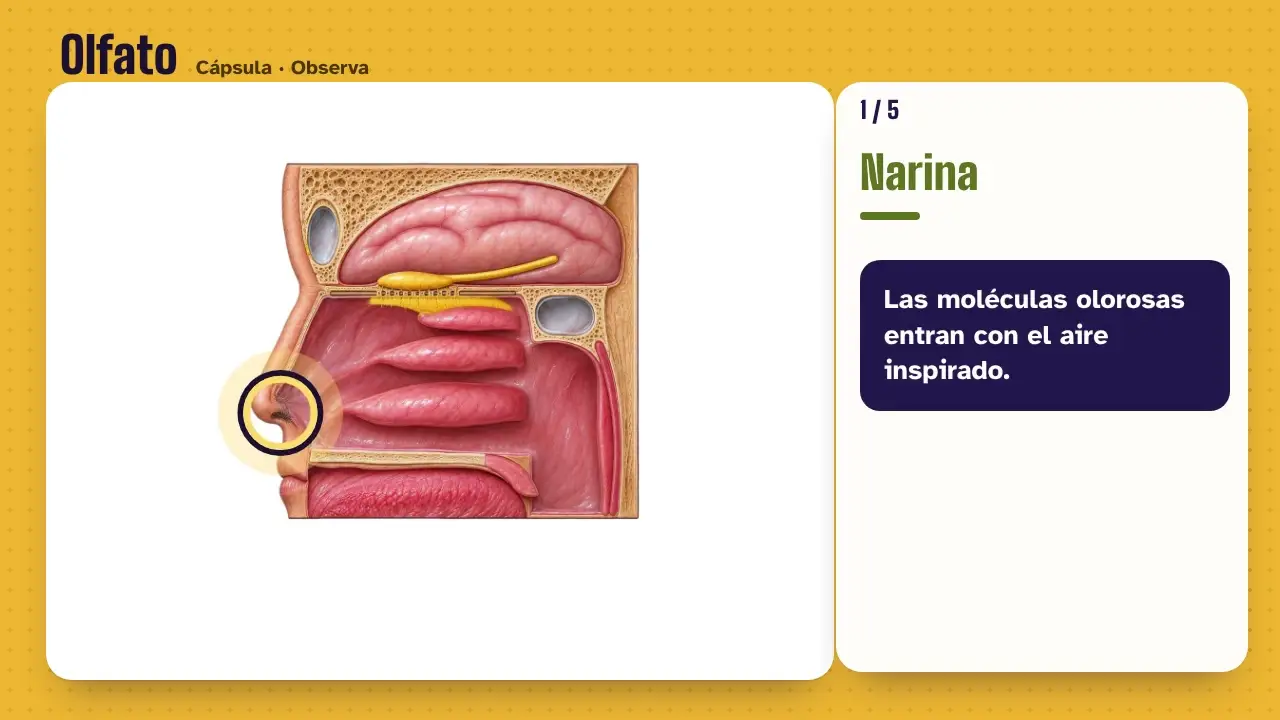 Olfato
Cápsula · Observa
1 / 5
Narina
Las moléculas olorosas
entran con el aire
inspirado.